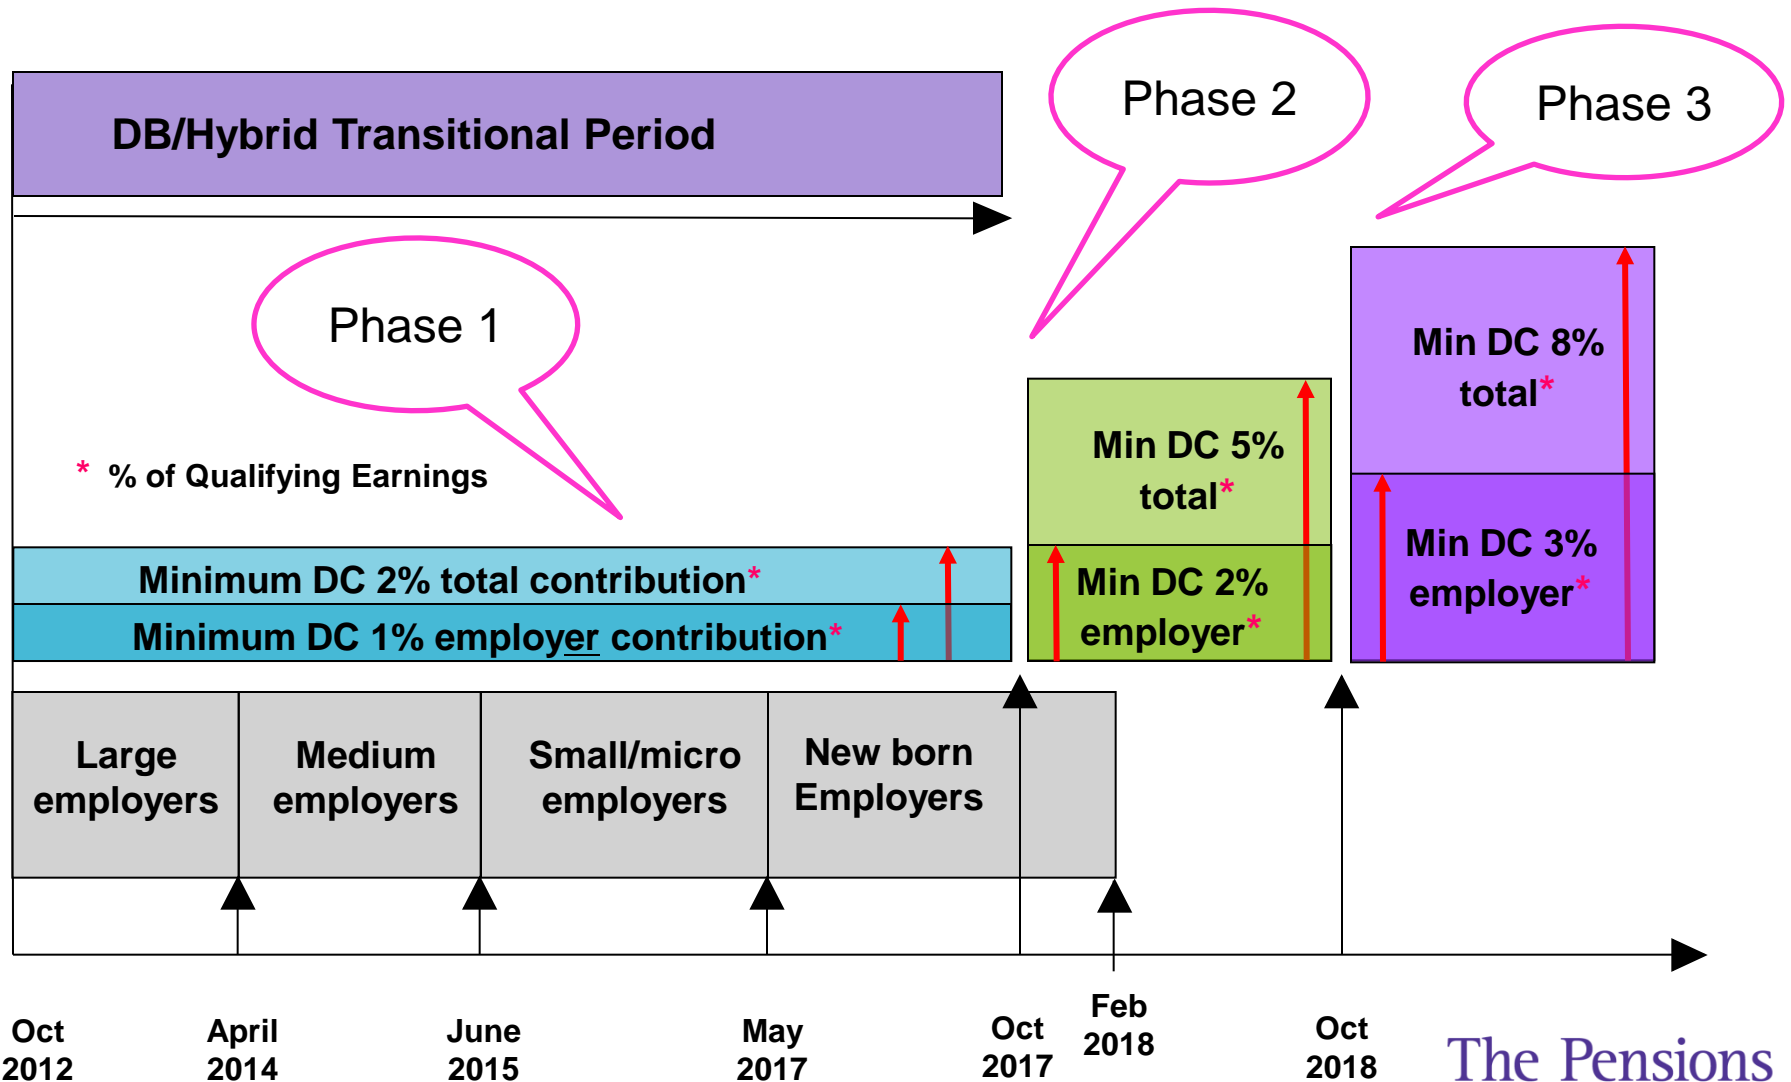 DB/Hybrid Transitional Period
Phase 2
Phase 3
Phase 1
* % of Qualifying Earnings
Min DC 8%
total*
Min DC 5%
total*
Min DC 3%
employer*
Min DC 2%
employer*
Minimum DC 2% total contribution*
Minimum DC 1% employer contribution*
Large
employers
Medium
employers
Small/micro
employers
New born
Employers
Oct
2012
April
2014
June
2015
May
2017
Oct
2017
Feb
2018
Oct
2018
The Pensions